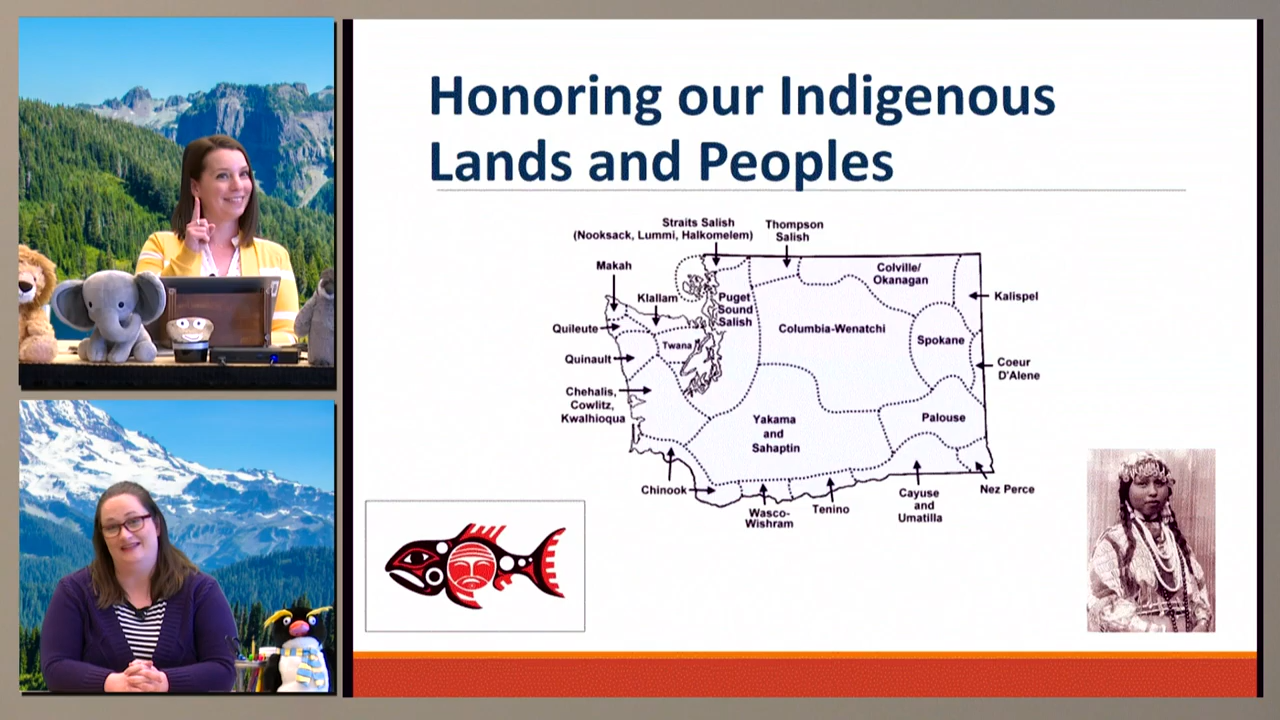 Honoring our Indigenous
Lands and Peoples
Straits Salish
(Nooksack, Lummi, Halkomelem)
Thompson
Salish
Makah
Klallam
Puget
Sound
Salish
Colville/
Okanagan
Kalispel
Quileute
Twana
Columbia-Wenatchi
Spokane
Quinault
Coeur
D'Alene
Chehalis,
Cowlitz,
Kwalhioqua
Yakama
and
Sahaptin
Palouse
Chinook
Wasco-
Wishram
Tenino
Cayuse
and
Umatilla
Nez Perce